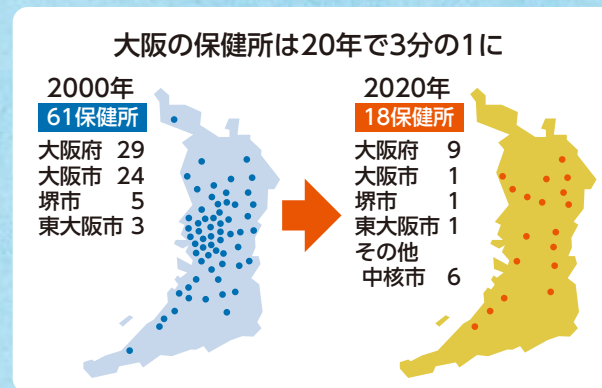 大阪の保健所は20年で3分の1に
2000年
61保健所
大阪府 29
大阪市 24
堺市 5
東大阪市 3
2020年
18保健所
大阪府 9
大阪市 1
堺市 1
東大阪市 1
その他
中核市 6